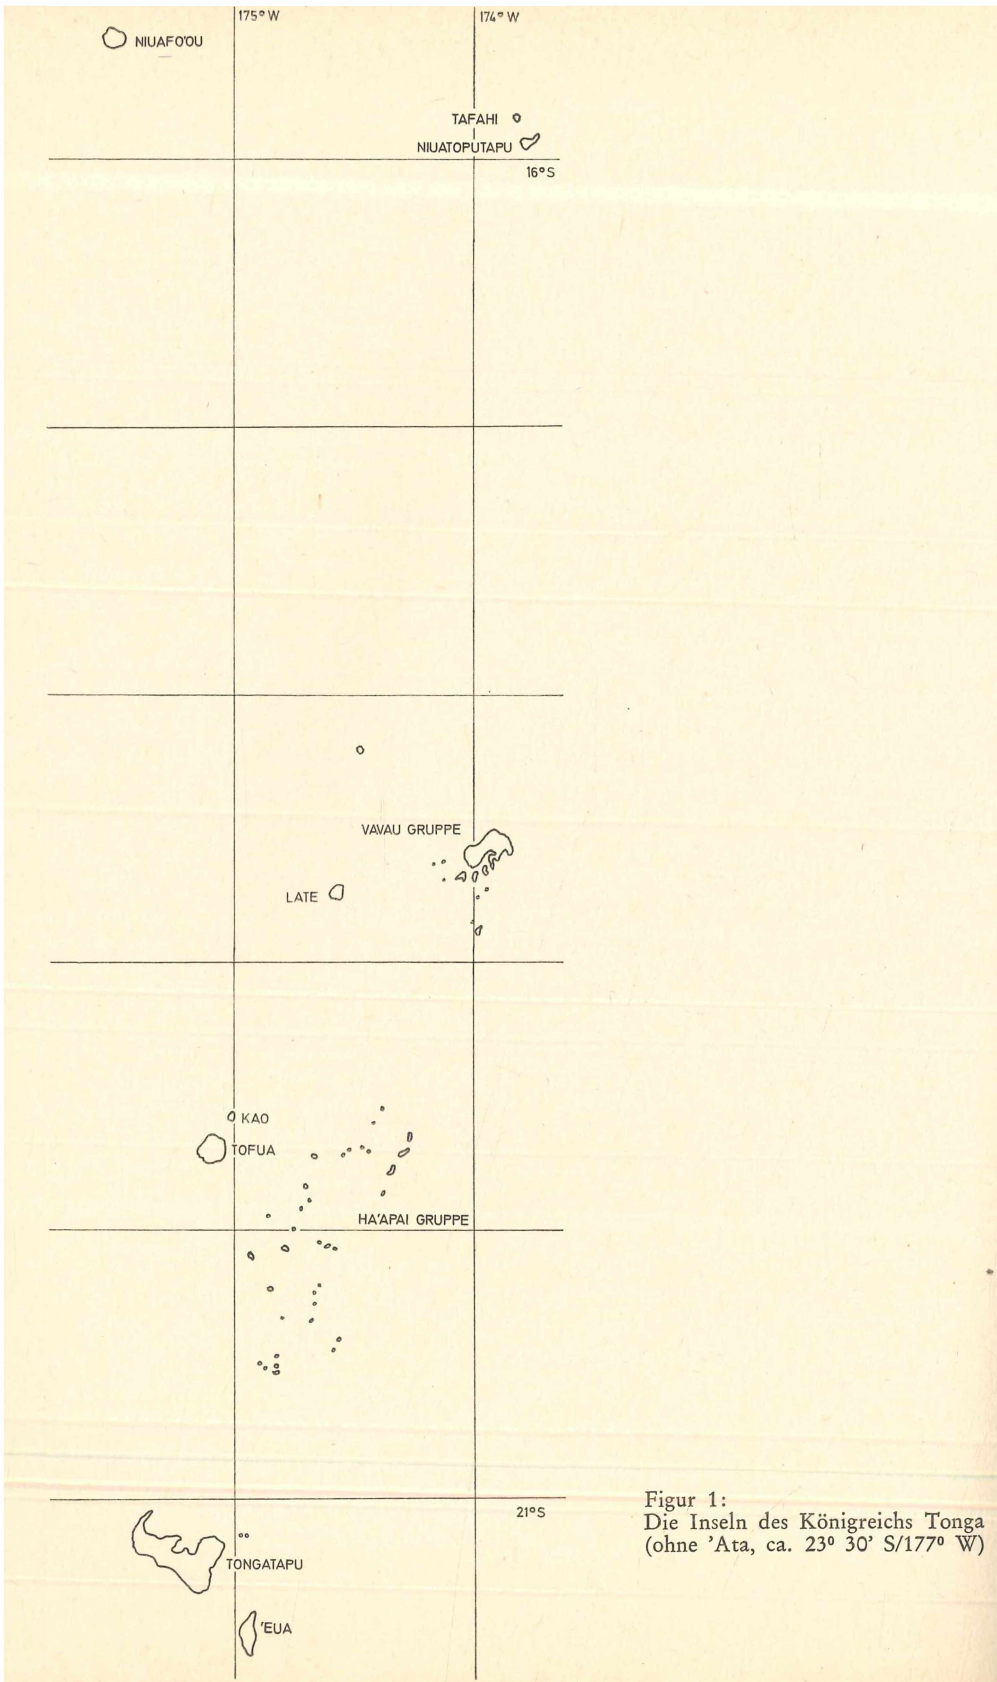 175° W
174° W
NIUAFO'OU
TAFAHI
NIUATOPUTAPU
16° S
VAVAU GRUPPE
LATE
KAO
TOFUA
HA'APAI GRUPPE
21° S
TONGATAPU
'EUA
Figur 1:
Die Inseln des Königreichs Tonga
(ohne 'Ata, ca. 23° 30' S/177° W)